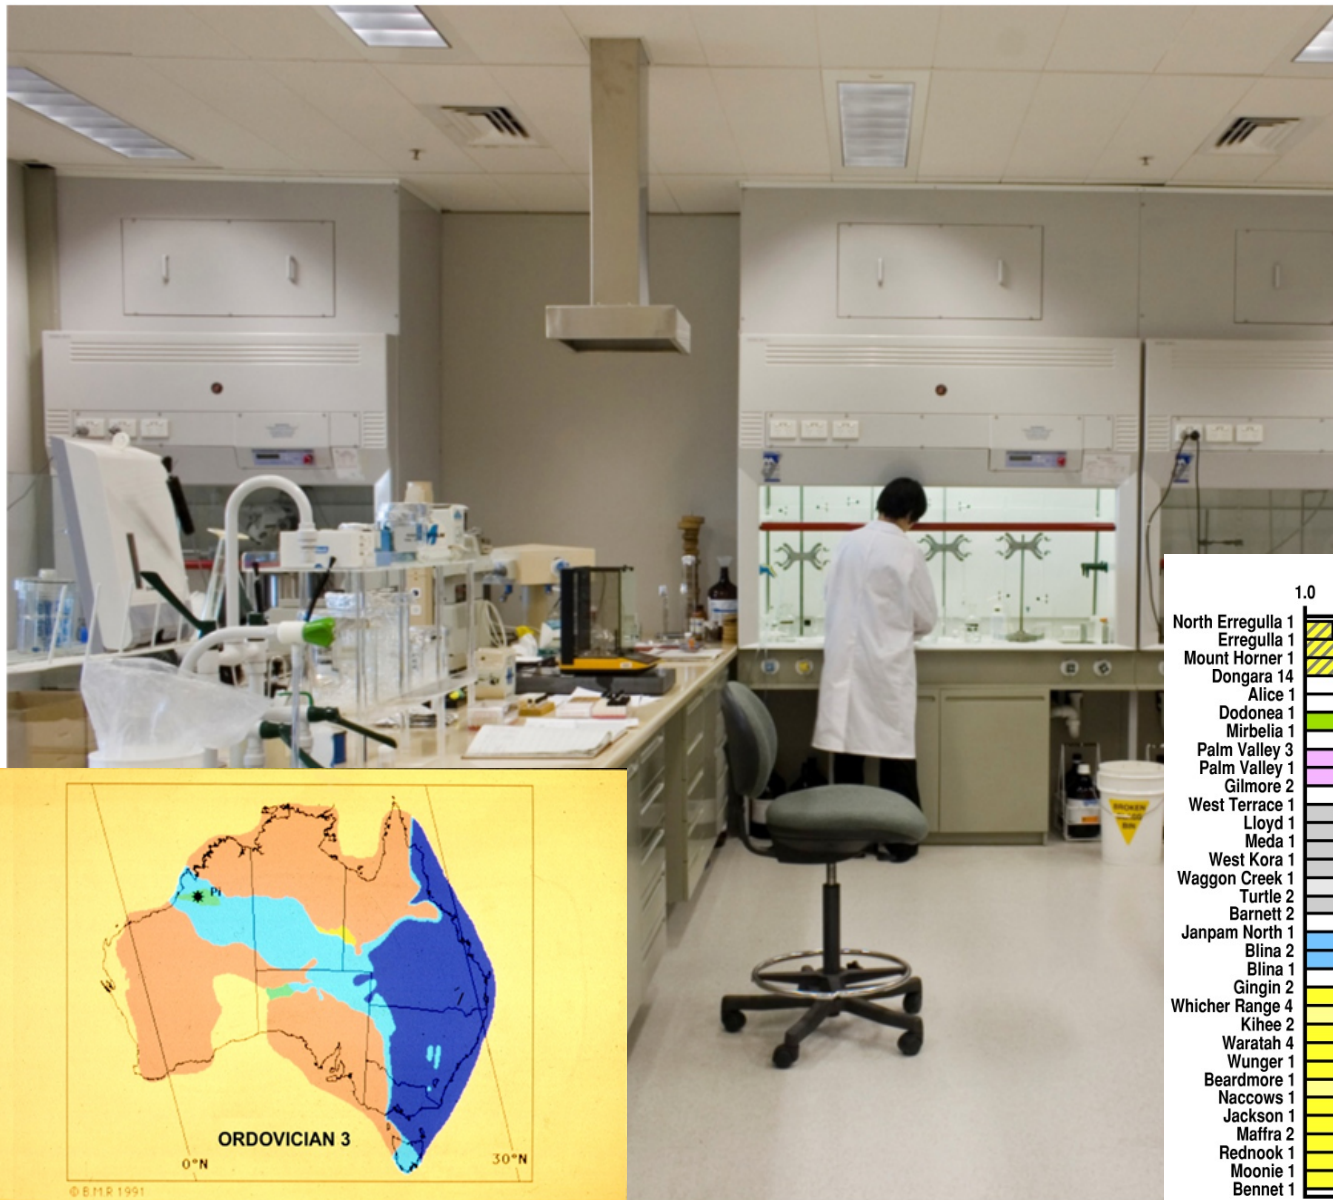 BROKEN
GLASS
BIN
Pi
ORDOVICIAN 3
0°N
30°N
© B.M.R. 1991
1.0
North Erregulla 1
Erregulla 1
Mount Horner 1
Dongara 14
Alice 1
Dodonea 1
Mirbelia 1
Palm Valley 3
Palm Valley 1
Gilmore 2
West Terrace 1
Lloyd 1
Meda 1
West Kora 1
Waggon Creek 1
Turtle 2
Barnett 2
Janpam North 1
Blina 2
Blina 1
Gingin 2
Whicher Range 4
Kihee 2
Waratah 4
Wunger 1
Beardmore 1
Naccows 1
Jackson 1
Maffra 2
Rednook 1
Moonie 1
Bennet 1